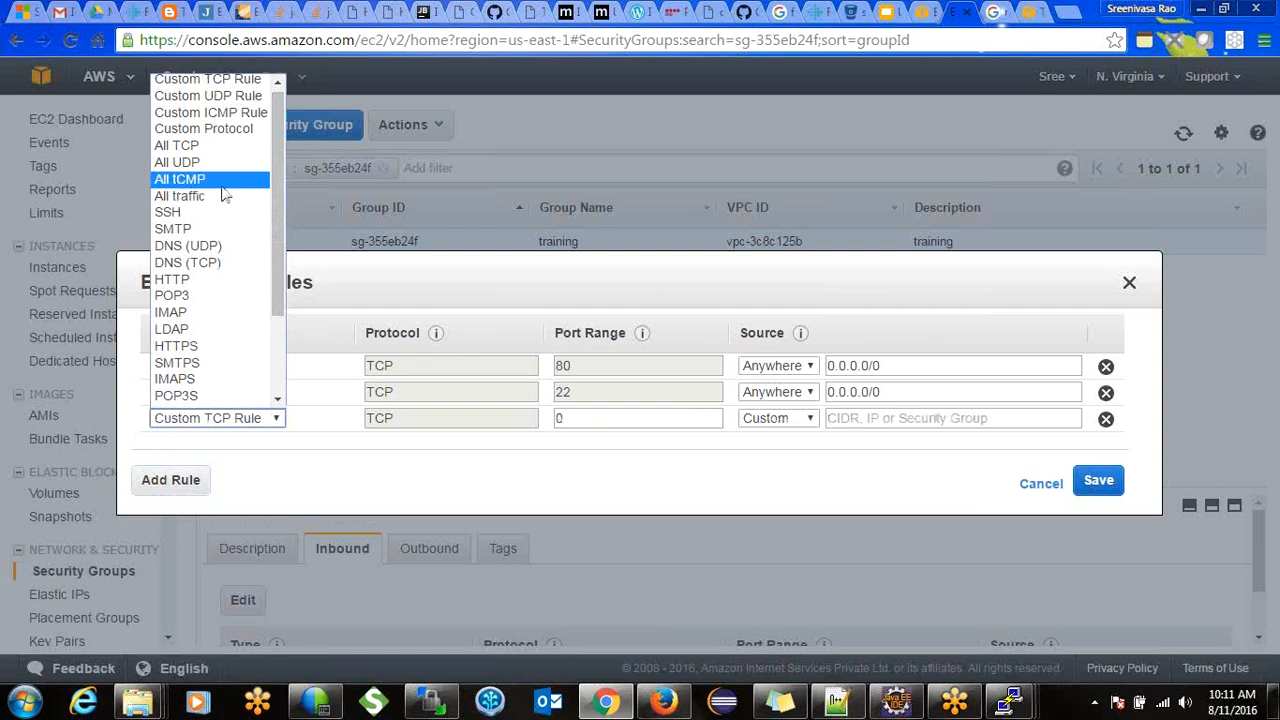 Sreenivasa Rao
https://console.aws.amazon.com/ec2/v2/home?region=us-east-1#SecurityGroups:search=sg-355eb24f;sort=groupId
AWS
Sree
N. Virginia
Support
EC2 Dashboard
Events
Tags
Reports
Limits
INSTANCES
Instances
Spot Requests
Reserved Insta
Scheduled Inst
Dedicated Hos
IMAGES
AMIs
Bundle Tasks
ELASTIC BLOC
Volumes
Snapshots
NETWORK & SECURITY
Security Groups
Elastic IPs
Placement Groups
Key Pairs
Custom TCP Rule
Custom UDP Rule
Custom ICMP Rule
Custom Protocol
All TCP
All UDP
All ICMP
All traffic
SSH
SMTP
DNS (UDP)
DNS (TCP)
HTTP
POP3
IMAP
LDAP
HTTPS
SMTPS
IMAPS
POP3S
Custom TCP Rule
urity Group
Actions
: sg-355eb24f
Add filter
1 to 1 of 1
Group ID
Group Name
VPC ID
Description
sg-355eb24f
training
vpc-3c8c125b
training
E
les
Protocol
Port Range
Source
TCP
80
Anywhere
0.0.0.0/0
TCP
22
Anywhere
0.0.0.0/0
TCP
0
Custom
CIDR, IP or Security Group
Add Rule
Cancel
Save
Description
Inbound
Outbound
Tags
Edit
Type
Protocol
Port Range
Source
Feedback
English
© 2008 - 2016, Amazon Internet Services Private Ltd. or its affiliates. All rights reserved.
Privacy Policy
Terms of Use
10:11 AM
8/11/2016